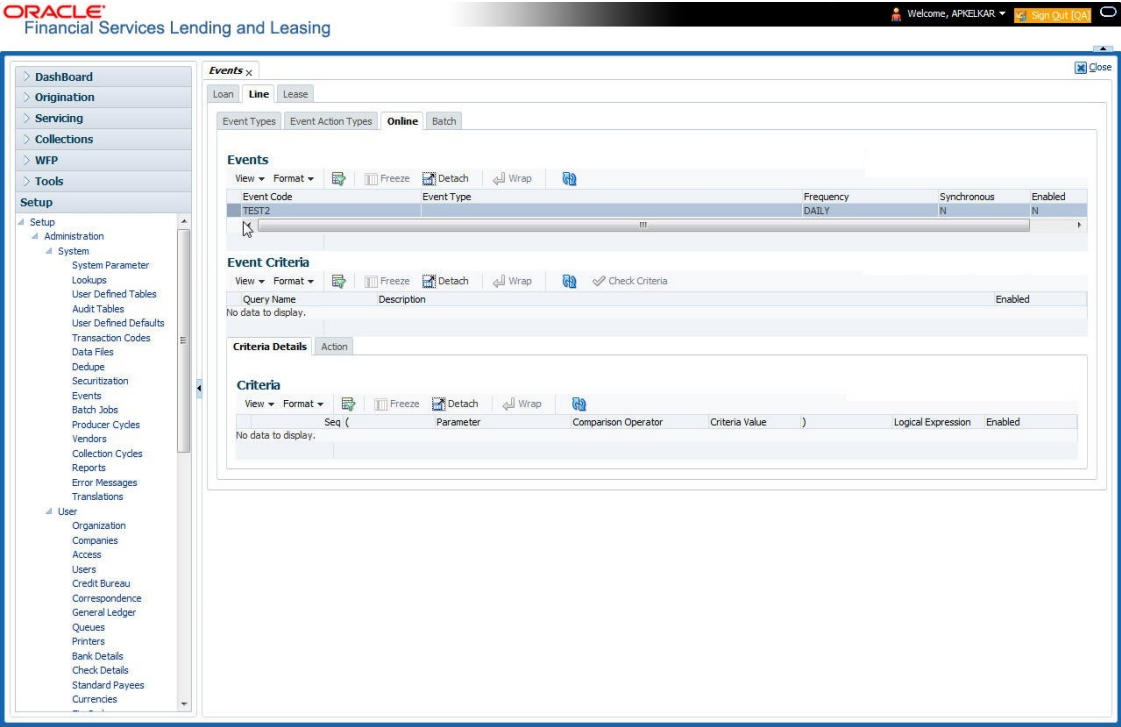 ORACLE®
Financial Services Lending and Leasing
Welcome, APKELKAR
Sign Out [QA]
Close
DashBoard
Origination
Servicing
Collections
WFP
Tools
Setup
Setup
Administration
System
System Parameter
Lookups
User Defined Tables
Audit Tables
User Defined Defaults
Transaction Codes
Data Files
Dedupe
Securitization
Events
Batch Jobs
Producer Cycles
Vendors
Collection Cycles
Reports
Error Messages
Translations
User
Organization
Companies
Access
Users
Credit Bureau
Correspondence
General Ledger
Queues
Printers
Bank Details
Check Details
Standard Payees
Currencies
Events
Loan Line Lease
Event Types Event Action Types Online Batch
Events
View Format Freeze Detach Wrap
Event Code Event Type Frequency Synchronous Enabled
TEST2 DAILY N N
Event Criteria
View Format Freeze Detach Wrap Check Criteria
Query Name Description Enabled
No data to display.
Criteria Details Action
Criteria
View Format Freeze Detach Wrap
Seq ( Parameter Comparison Operator Criteria Value ) Logical Expression Enabled
No data to display.